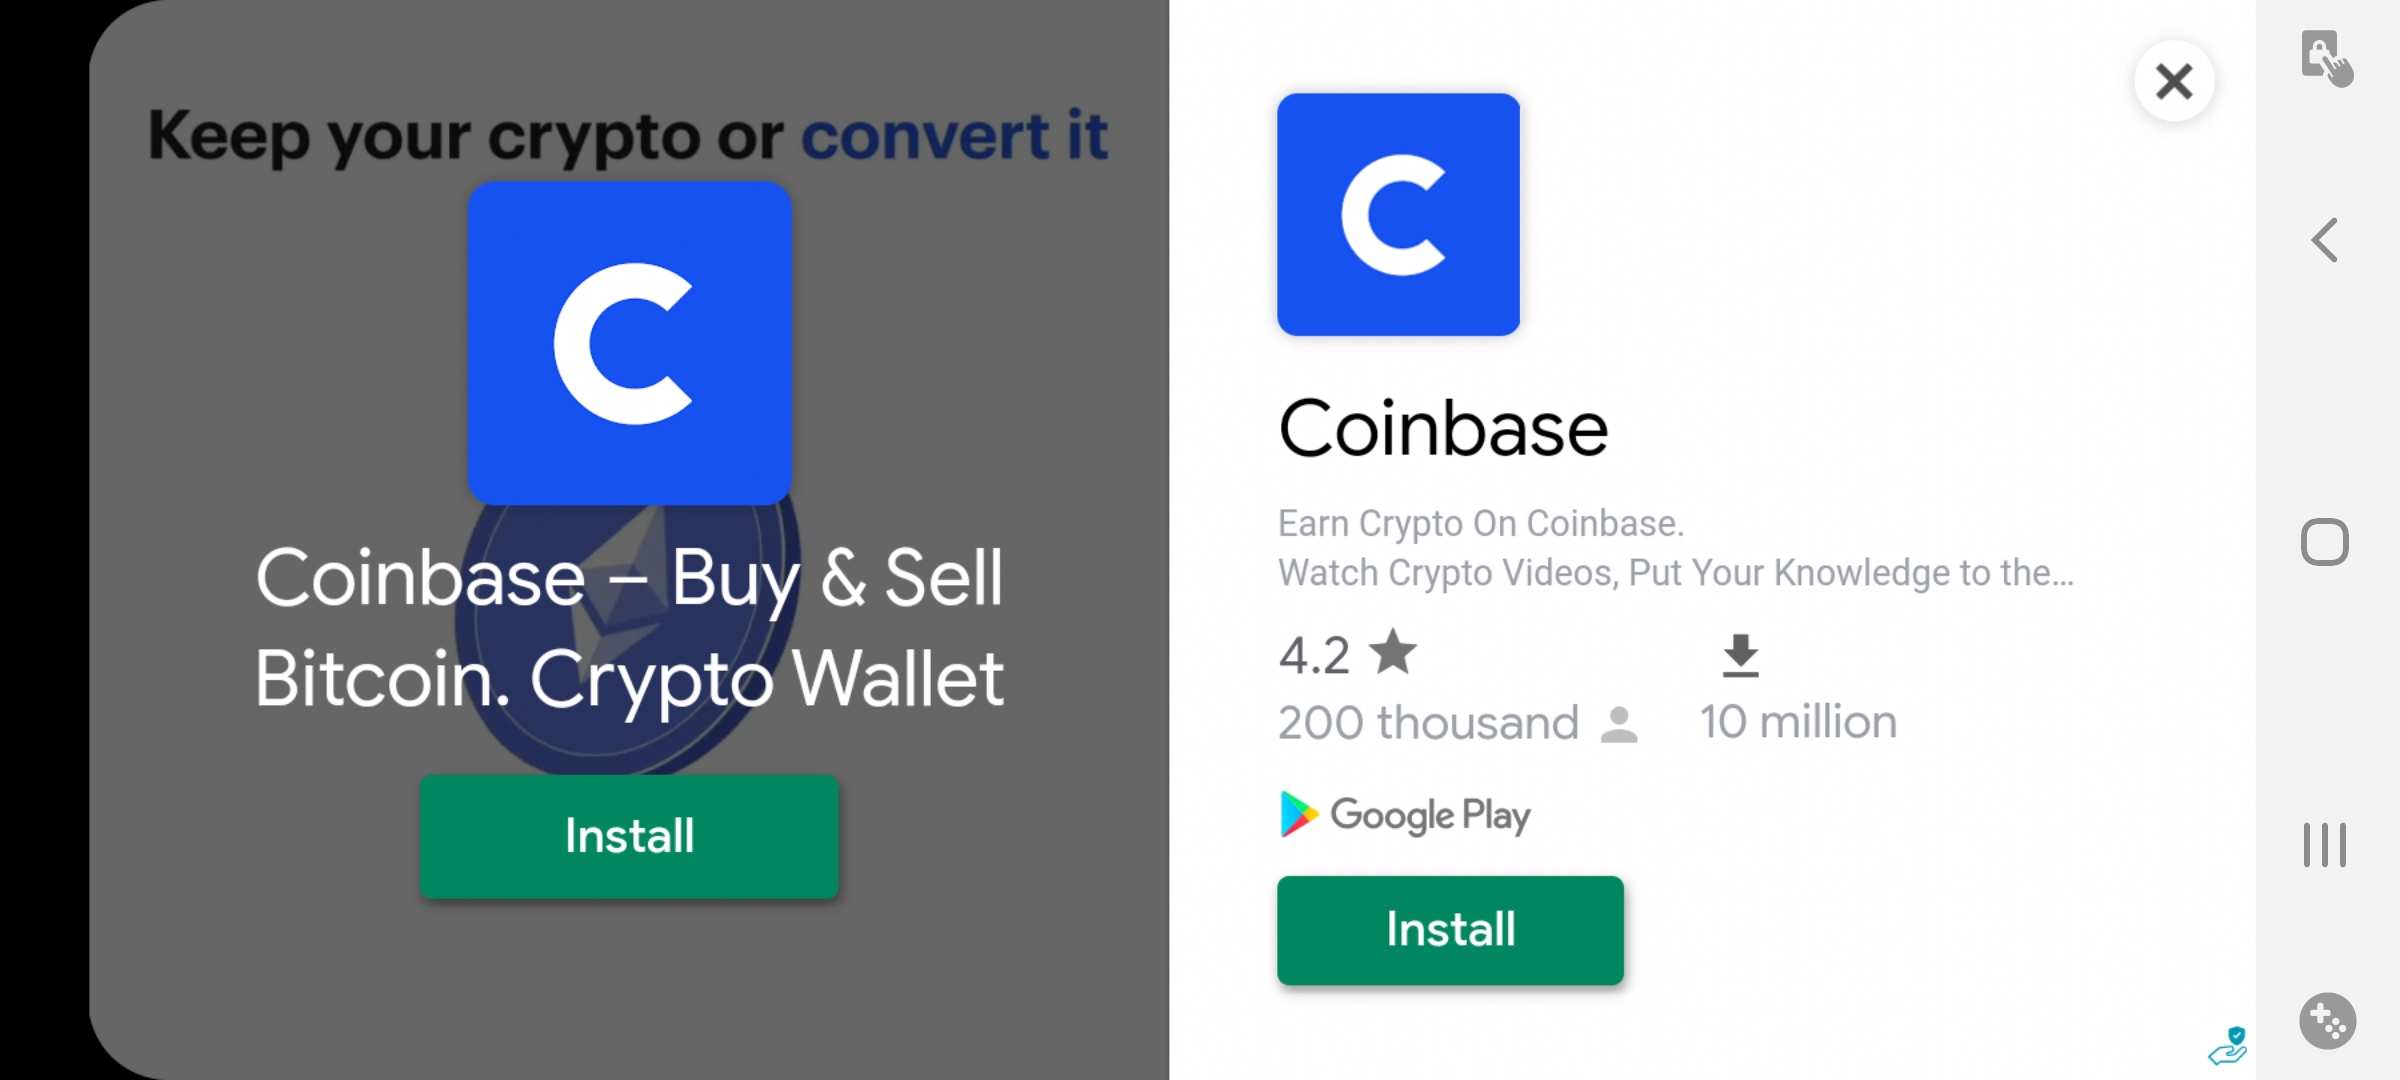 Keep your crypto or convert it
Coinbase – Buy & Sell
Bitcoin. Crypto Wallet
Install
Coinbase
Earn Crypto On Coinbase.
Watch Crypto Videos, Put Your Knowledge to the...
4.2
200 thousand
10 million
Google Play
Install